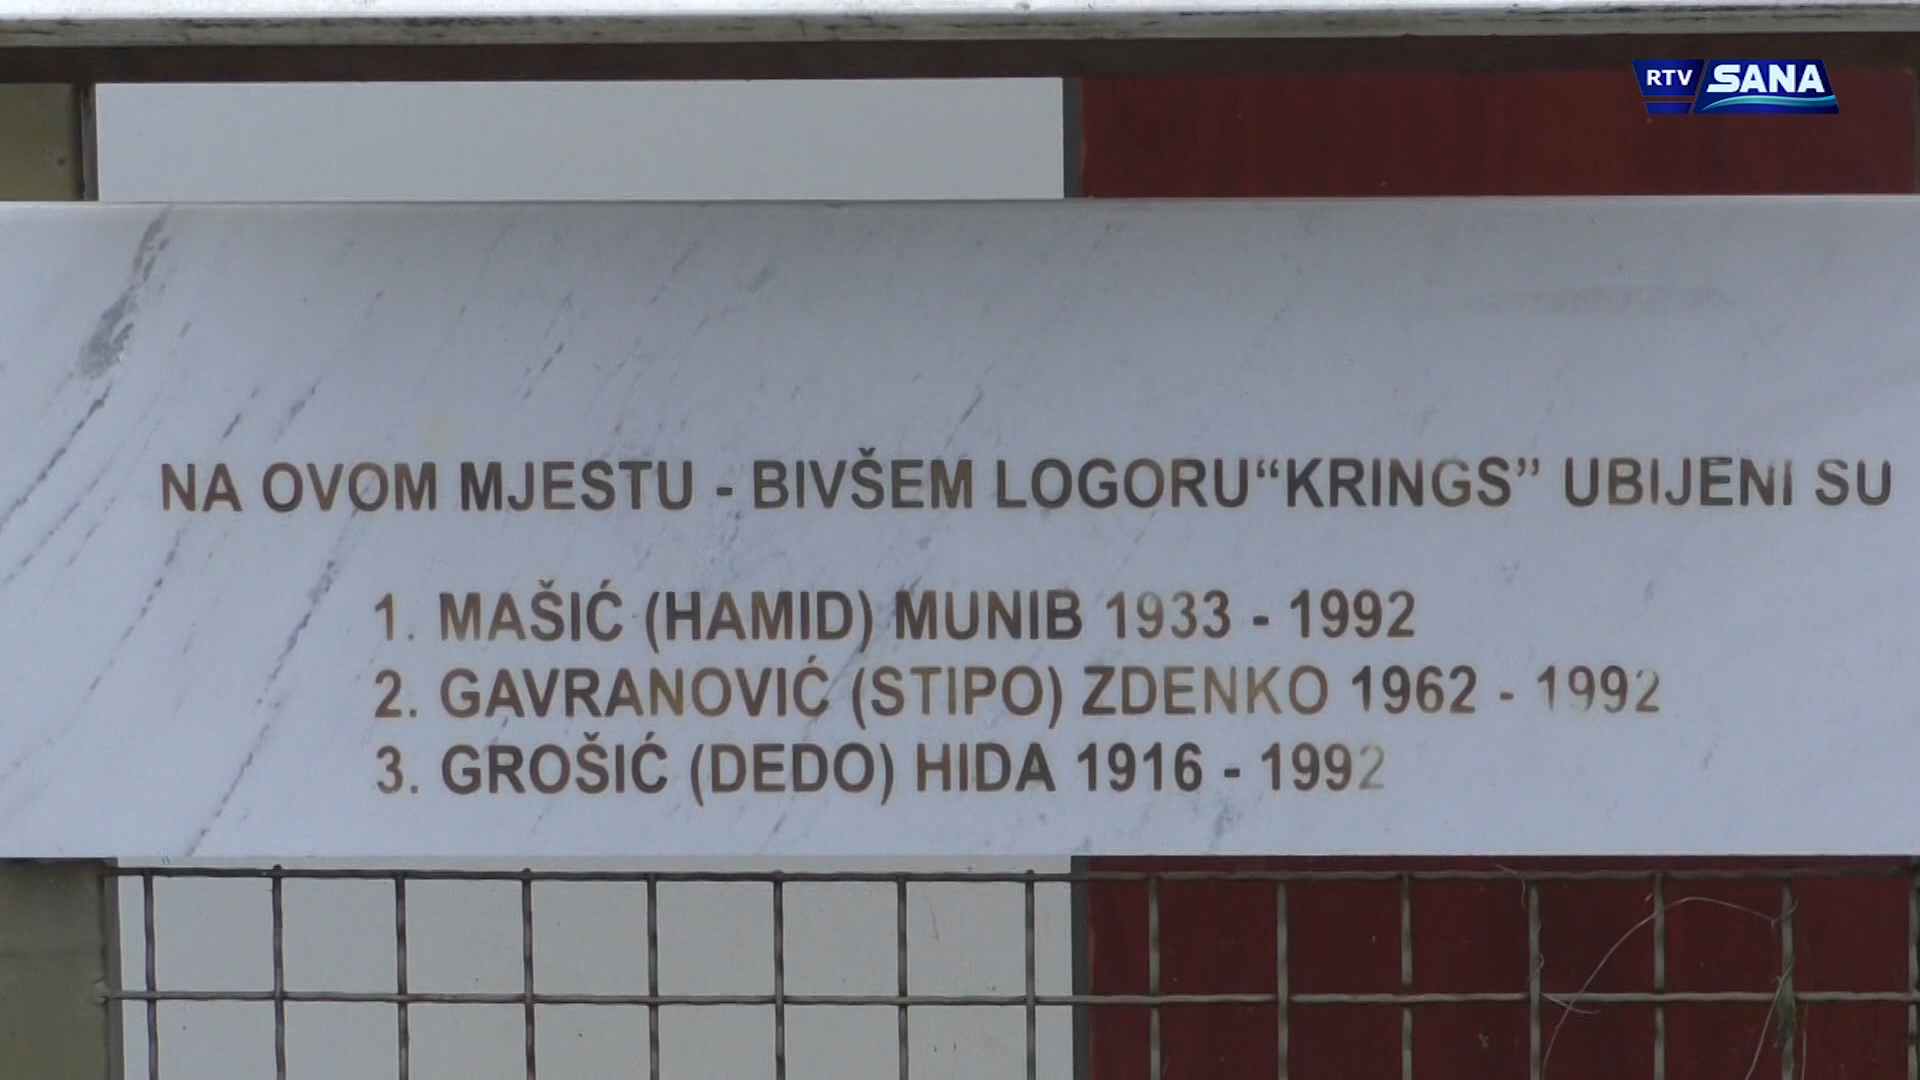 RTV SANA
NA OVOM MJESTU - BIVŠEM LOGORU“KRINGS” UBIJENI SU
1. MAŠIĆ (HAMID) MUNIB 1933 - 1992
2. GAVRANOVIĆ (STIPO) ZDENKO 1962 - 1992
3. GROŠIĆ (DEDO) HIDA 1916 - 1992